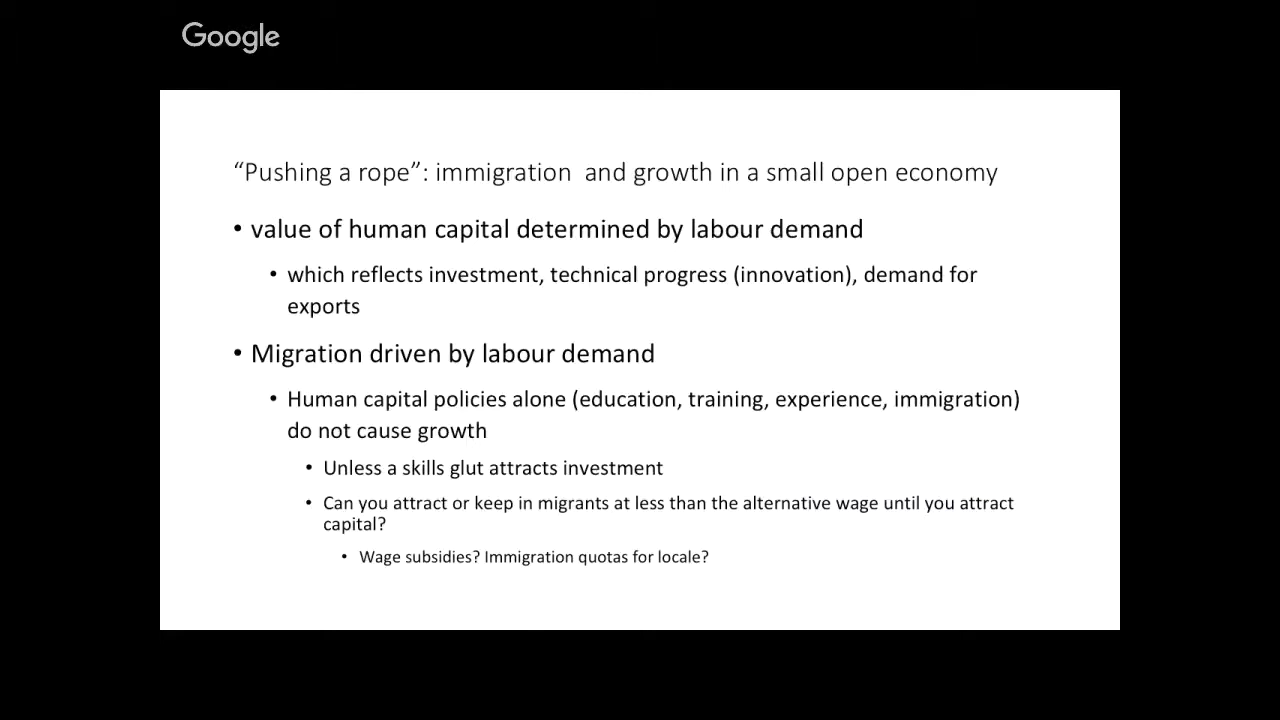 Google
“Pushing a rope”: immigration  and growth in a small open economy
• value of human capital determined by labour demand
• which reflects investment, technical progress (innovation), demand for
exports
• Migration driven by labour demand
• Human capital policies alone (education, training, experience, immigration)
do not cause growth
• Unless a skills glut attracts investment
• Can you attract or keep in migrants at less than the alternative wage until you attract
capital?
• Wage subsidies? Immigration quotas for locale?